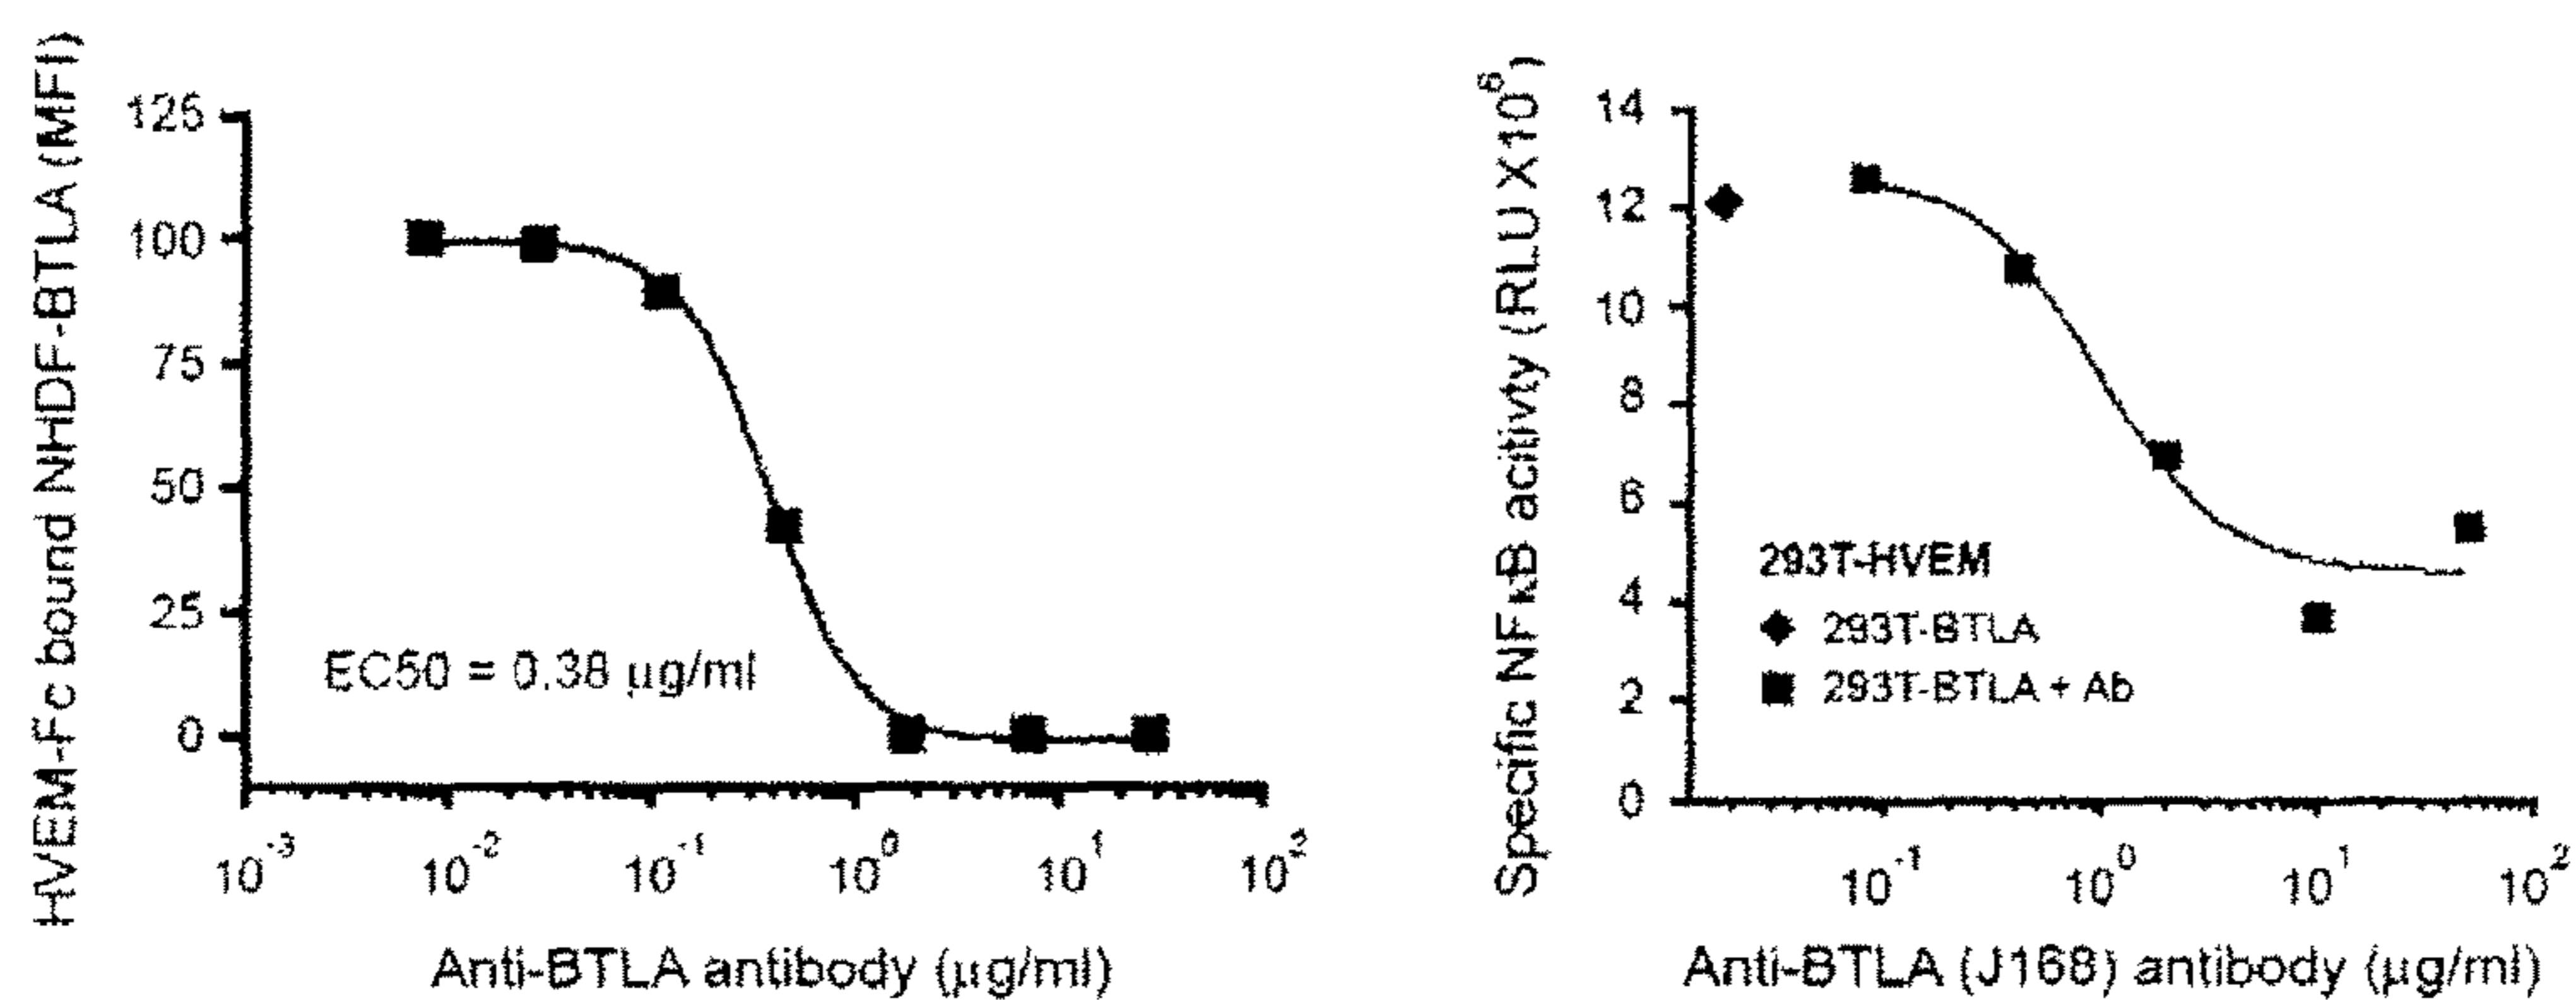 HVEM-Fc bound NHDF-BTLA (MFI)
125
100
75
50
25
0
EC50 = 0.38 µg/ml
10⁻³ 10⁻² 10⁻¹ 10⁰ 10¹ 10²
Anti-BTLA antibody (µg/ml)
Specific NFκB acitivty (RLU X10⁶)
14
12
10
8
6
4
2
0
293T-HVEM
293T-BTLA
293T-BTLA + Ab
10⁻¹ 10⁰ 10¹ 10²
Anti-BTLA (J168) antibody (µg/ml)